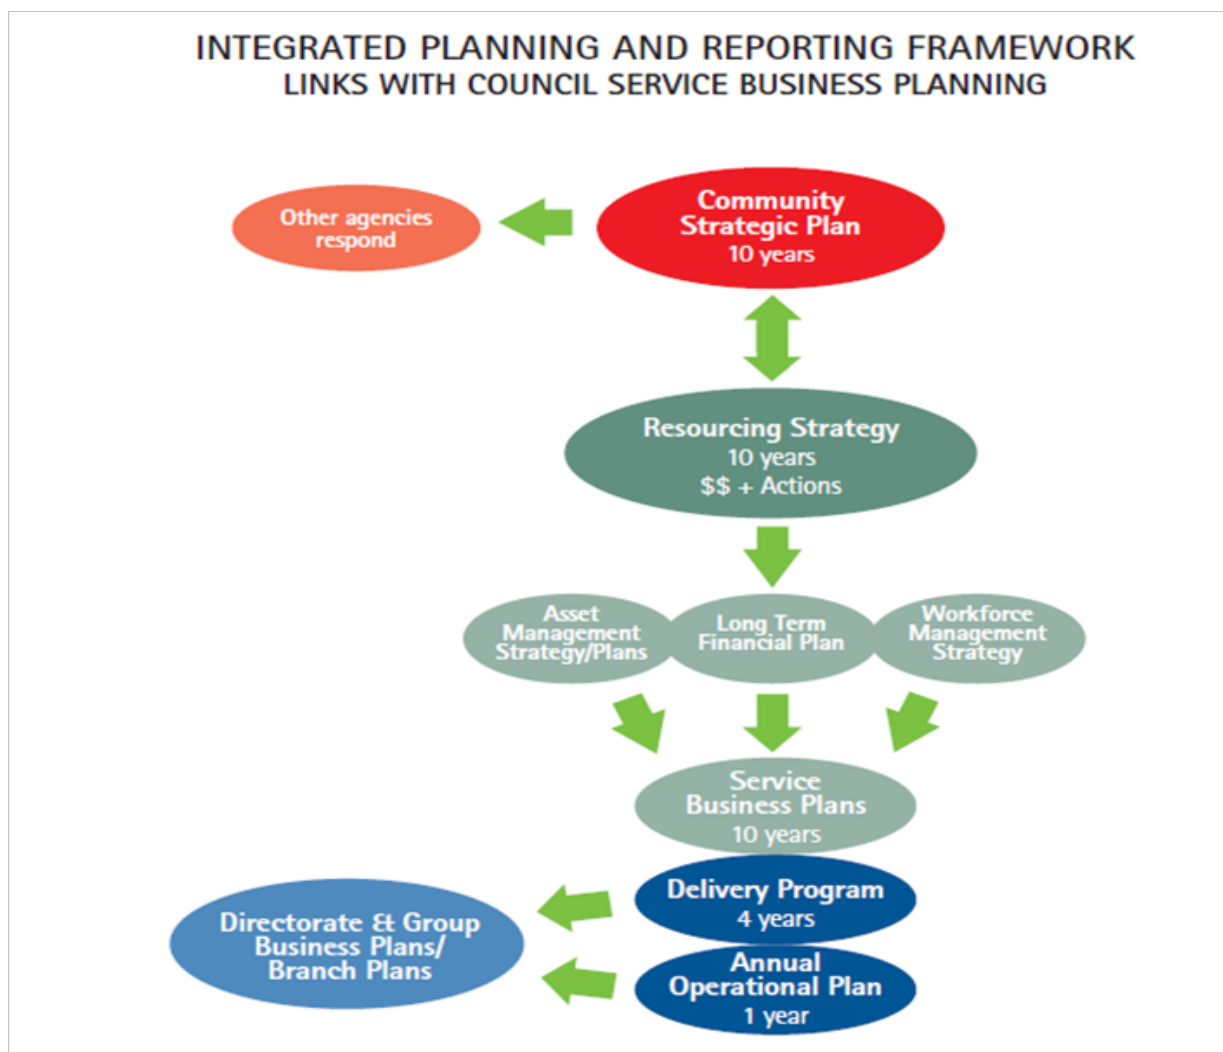 INTEGRATED PLANNING AND REPORTING FRAMEWORK
LINKS WITH COUNCIL SERVICE BUSINESS PLANNING
Other agencies
respond
Community
Strategic Plan
10 years
Resourcing Strategy
10 years
$$ + Actions
Asset
Management
Strategy/Plans
Long Term
Financial Plan
Workforce
Management
Strategy
Service
Business Plans
10 years
Delivery Program
4 years
Directorate & Group
Business Plans/
Branch Plans
Annual
Operational Plan
1 year